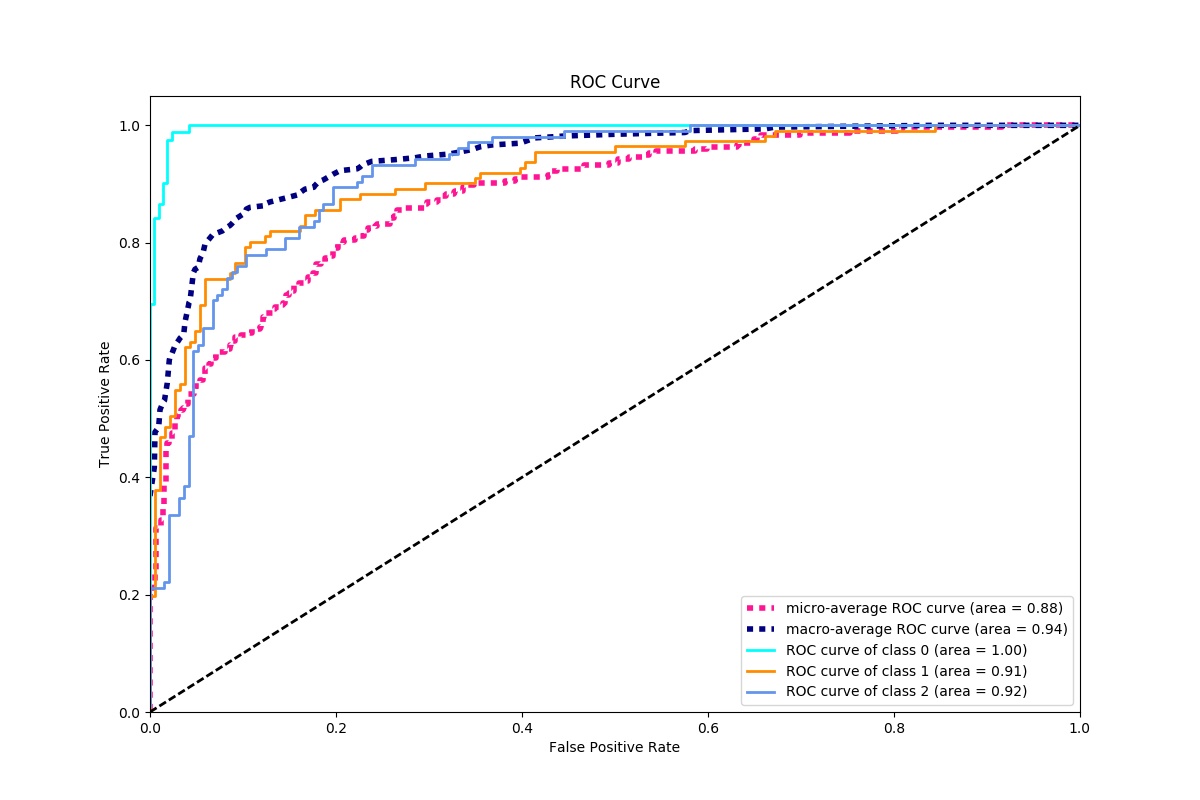 ROC Curve
1.0
0.8
0.6
0.4
0.2
0.0
True Positive Rate
0.0 0.2 0.4 0.6 0.8 1.0
False Positive Rate
micro-average ROC curve (area = 0.88)
macro-average ROC curve (area = 0.94)
ROC curve of class 0 (area = 1.00)
ROC curve of class 1 (area = 0.91)
ROC curve of class 2 (area = 0.92)